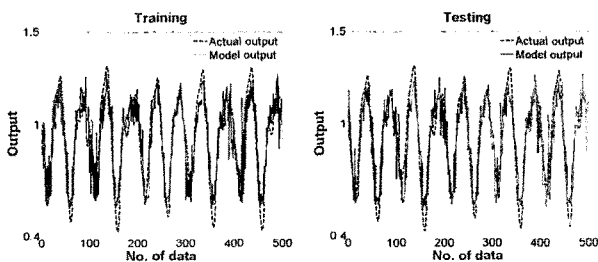 Training
1.5
Actual output
Model output
Output
1
0.4
0
100
200
300
400
500
No. of data
Testing
1.5
Actual output
Model output
Output
1
0.4
0
100
200
300
400
500
No. of data